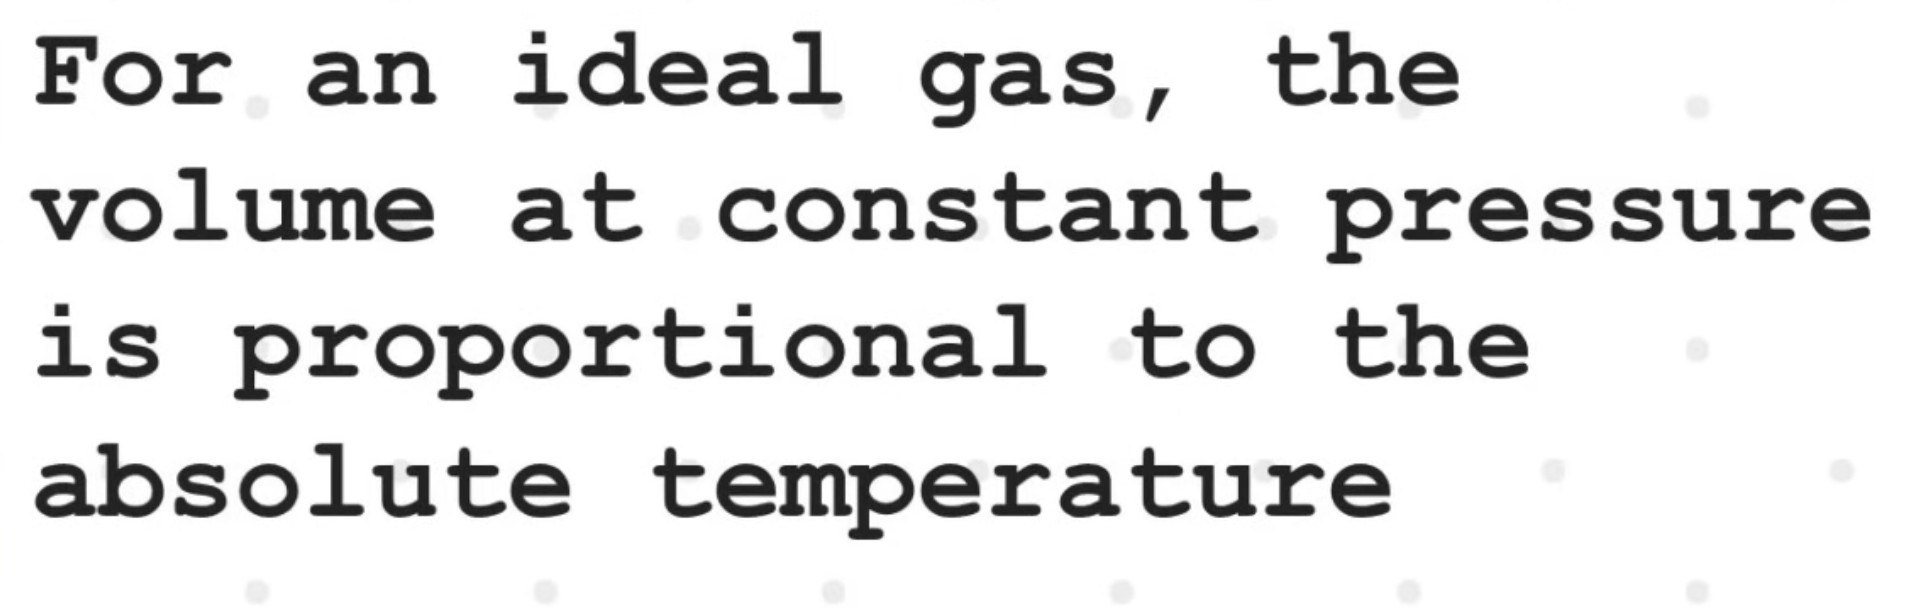 For an ideal gas, the
volume at constant pressure
is proportional to the
absolute temperature